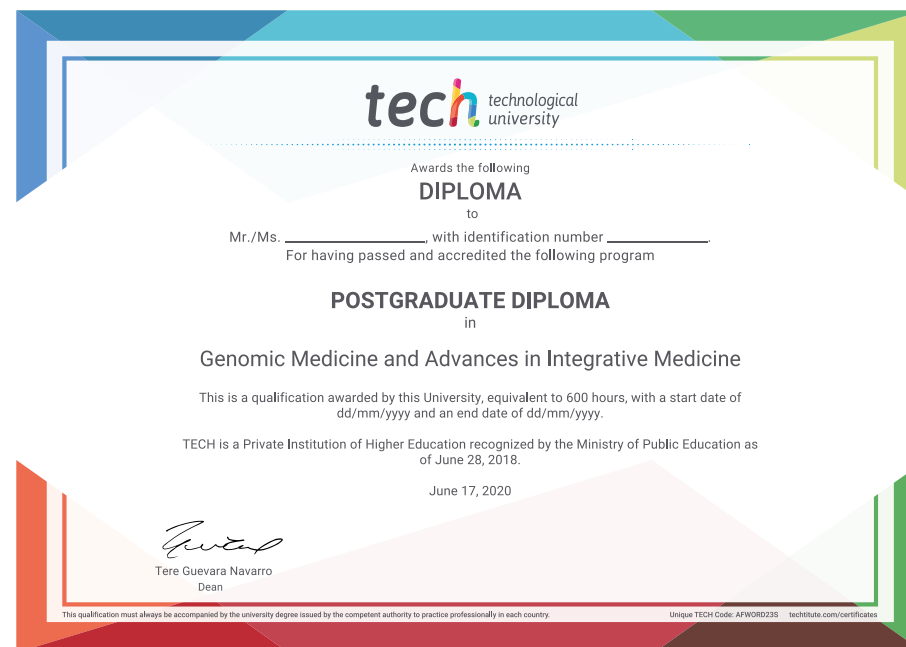 tech technological
university
Awards the following
DIPLOMA
to
Mr./Ms. ____________________, with identification number ______________.
For having passed and accredited the following program
POSTGRADUATE DIPLOMA
in
Genomic Medicine and Advances in Integrative Medicine
This is a qualification awarded by this University, equivalent to 600 hours, with a start date of
dd/mm/yyyy and an end date of dd/mm/yyyy.
TECH is a Private Institution of Higher Education recognized by the Ministry of Public Education as
of June 28, 2018.
June 17, 2020
Tere Guevara Navarro
Dean
This qualification must always be accompanied by the university degree issued by the competent authority to practice professionally in each country.
Unique TECH Code: AFWORD23S techtitute.com/certificates